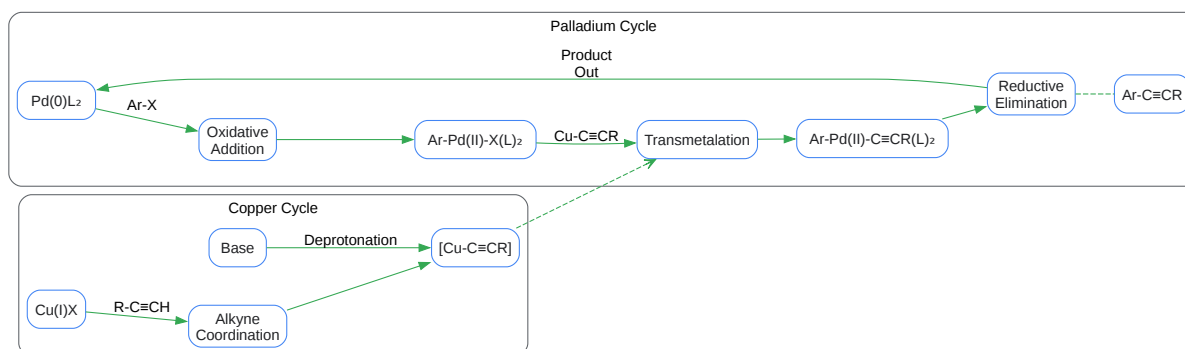 Palladium Cycle
Product
Out
Pd(0)L₂
Ar-X
Oxidative
Addition
Ar-Pd(II)-X(L)₂
Cu-C≡CR
Transmetalation
Ar-Pd(II)-C≡CR(L)₂
Reductive
Elimination
Ar-C≡CR
Copper Cycle
Base
Deprotonation
[Cu-C≡CR]
Cu(I)X
R-C≡CH
Alkyne
Coordination